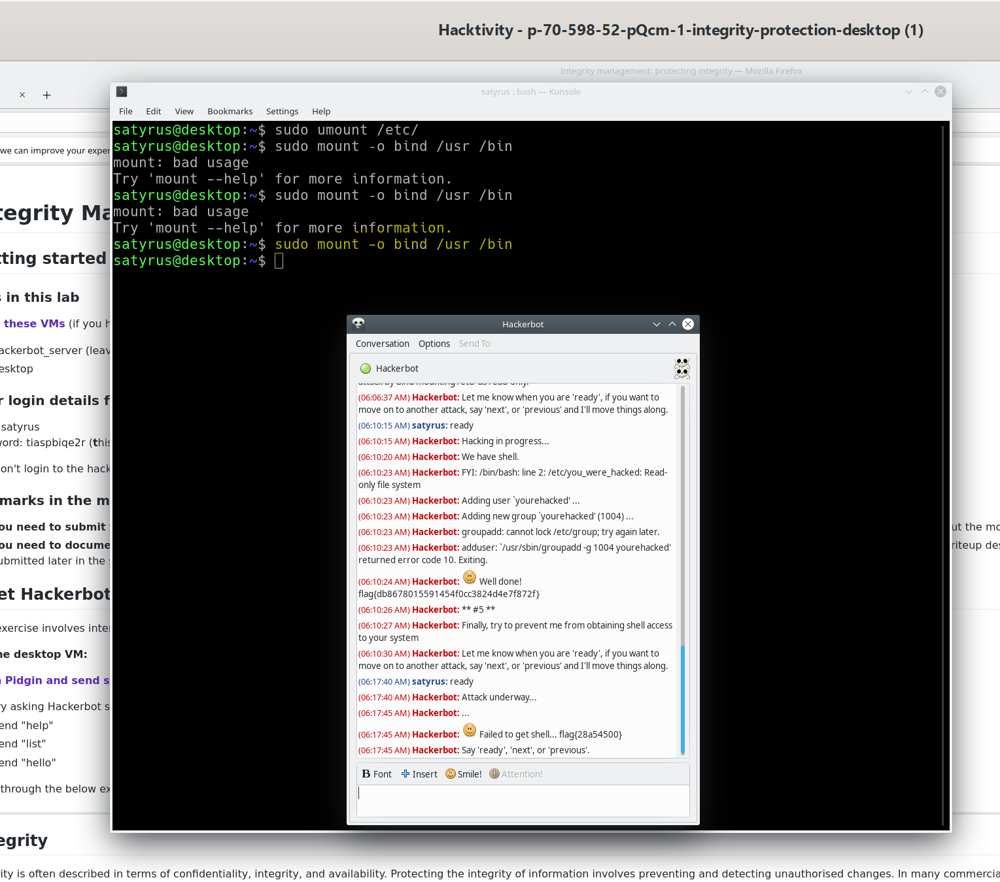 Hacktivity - p-70-598-52-pQcm-1-integrity-protection-desktop (1)
Integrity management: protecting integrity — Mozilla Firefox
satyrus : bash — Konsole
File Edit View Bookmarks Settings Help
satyrus@desktop:~$ sudo umount /etc/
satyrus@desktop:~$ sudo mount -o bind /usr /bin
mount: bad usage
Try 'mount --help' for more information.
satyrus@desktop:~$ sudo mount -o bind /usr /bin
mount: bad usage
Try 'mount --help' for more information.
satyrus@desktop:~$ sudo mount -o bind /usr /bin
satyrus@desktop:~$
we can improve your exper
tegrity Ma
tting started
s in this lab
these VMs (if you h
ackerbot_server (leav
esktop
r login details f
satyrus
vord: tiaspbiqe2r (this
on't login to the hack
marks in the m
ou need to submit
ou need to docume
ubmitted later in the
et Hackerbot
exercise involves inter
he desktop VM:
n Pidgin and send s
ry asking Hackerbot s
end "help"
end "list"
end "hello"
through the below ex
egrity
rity is often described in terms of confidentiality, integrity, and availability. Protecting the integrity of information involves preventing and detecting unauthorised changes. In many commercia
ut the mo
riteup des
Hackerbot
Conversation Options Send To
Hackerbot
attack by bind mounting /etc/ as read-only.
(06:06:37 AM) Hackerbot: Let me know when you are 'ready', if you want to
move on to another attack, say 'next', or 'previous' and I'll move things along.
(06:10:15 AM) satyrus: ready
(06:10:15 AM) Hackerbot: Hacking in progress...
(06:10:20 AM) Hackerbot: We have shell.
(06:10:23 AM) Hackerbot: FYI: /bin/bash: line 2: /etc/you_were_hacked: Read-
only file system
(06:10:23 AM) Hackerbot: Adding user `yourehacked' ...
(06:10:23 AM) Hackerbot: Adding new group `yourehacked' (1004) ...
(06:10:23 AM) Hackerbot: groupadd: cannot lock /etc/group; try again later.
(06:10:23 AM) Hackerbot: adduser: `/usr/sbin/groupadd -g 1004 yourehacked'
returned error code 10. Exiting.
(06:10:24 AM) Hackerbot: Well done!
flag{db8678015591454f0cc3824d4e7f872f}
(06:10:26 AM) Hackerbot: ** #5 **
(06:10:27 AM) Hackerbot: Finally, try to prevent me from obtaining shell access
to your system
(06:10:30 AM) Hackerbot: Let me know when you are 'ready', if you want to
move on to another attack, say 'next', or 'previous' and I'll move things along.
(06:17:40 AM) satyrus: ready
(06:17:40 AM) Hackerbot: Attack underway...
(06:17:45 AM) Hackerbot: ...
(06:17:45 AM) Hackerbot: Failed to get shell... flag{28a54500}
(06:17:45 AM) Hackerbot: Say 'ready', 'next', or 'previous'.
Font Insert Smile! Attention!